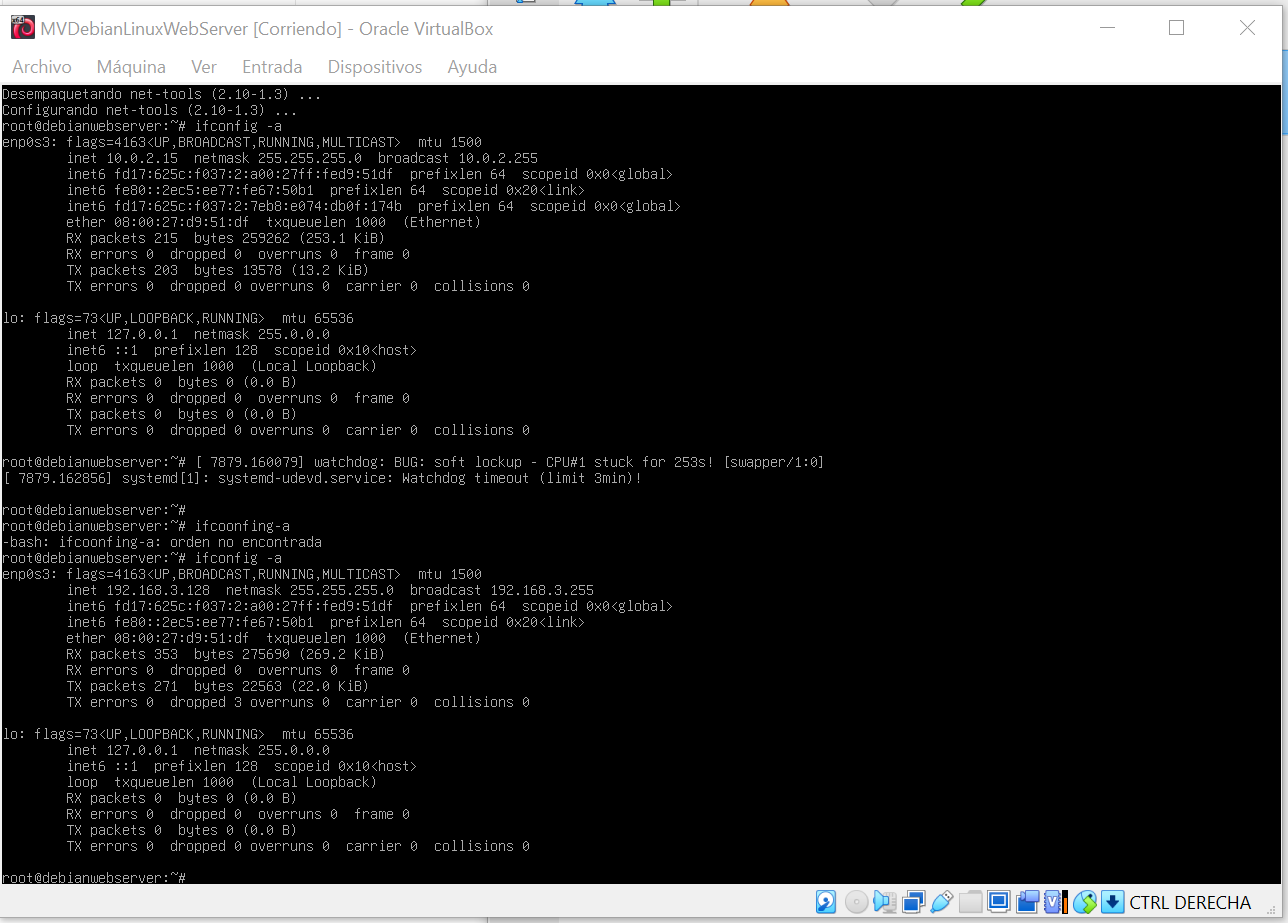 MVDebianLinuxWebServer [Corriendo] - Oracle VirtualBox
Archivo Máquina Ver Entrada Dispositivos Ayuda
Desempaquetando net-tools (2.10-1.3) ...
Configurando net-tools (2.10-1.3) ...
root@debianwebserver:~# ifconfig -a
enp0s3: flags=4163<UP,BROADCAST,RUNNING,MULTICAST>  mtu 1500
        inet 10.0.2.15  netmask 255.255.255.0  broadcast 10.0.2.255
        inet6 fd17:625c:f037:2:a00:27ff:fed9:51df  prefixlen 64  scopeid 0x0<global>
        inet6 fe80::2ec5:ee77:fe67:50b1  prefixlen 64  scopeid 0x20<link>
        inet6 fd17:625c:f037:2:7eb8:e074:db0f:174b  prefixlen 64  scopeid 0x0<global>
        ether 08:00:27:d9:51:df  txqueuelen 1000  (Ethernet)
        RX packets 215  bytes 259262 (253.1 KiB)
        RX errors 0  dropped 0  overruns 0  frame 0
        TX packets 203  bytes 13578 (13.2 KiB)
        TX errors 0  dropped 0 overruns 0  carrier 0  collisions 0
lo: flags=73<UP,LOOPBACK,RUNNING>  mtu 65536
        inet 127.0.0.1  netmask 255.0.0.0
        inet6 ::1  prefixlen 128  scopeid 0x10<host>
        loop  txqueuelen 1000  (Local Loopback)
        RX packets 0  bytes 0 (0.0 B)
        RX errors 0  dropped 0  overruns 0  frame 0
        TX packets 0  bytes 0 (0.0 B)
        TX errors 0  dropped 0 overruns 0  carrier 0  collisions 0
root@debianwebserver:~# [ 7879.160079] watchdog: BUG: soft lockup - CPU#1 stuck for 253s! [swapper/1:0]
[ 7879.162856] systemd[1]: systemd-udevd.service: Watchdog timeout (limit 3min)!
root@debianwebserver:~#
root@debianwebserver:~# ifcoonfing-a
-bash: ifcoonfing-a: orden no encontrada
root@debianwebserver:~# ifconfig -a
enp0s3: flags=4163<UP,BROADCAST,RUNNING,MULTICAST>  mtu 1500
        inet 192.168.3.128  netmask 255.255.255.0  broadcast 192.168.3.255
        inet6 fd17:625c:f037:2:a00:27ff:fed9:51df  prefixlen 64  scopeid 0x0<global>
        inet6 fe80::2ec5:ee77:fe67:50b1  prefixlen 64  scopeid 0x20<link>
        ether 08:00:27:d9:51:df  txqueuelen 1000  (Ethernet)
        RX packets 353  bytes 275690 (269.2 KiB)
        RX errors 0  dropped 0  overruns 0  frame 0
        TX packets 271  bytes 22563 (22.0 KiB)
        TX errors 0  dropped 3 overruns 0  carrier 0  collisions 0
lo: flags=73<UP,LOOPBACK,RUNNING>  mtu 65536
        inet 127.0.0.1  netmask 255.0.0.0
        inet6 ::1  prefixlen 128  scopeid 0x10<host>
        loop  txqueuelen 1000  (Local Loopback)
        RX packets 0  bytes 0 (0.0 B)
        RX errors 0  dropped 0  overruns 0  frame 0
        TX packets 0  bytes 0 (0.0 B)
        TX errors 0  dropped 0 overruns 0  carrier 0  collisions 0
root@debianwebserver:~#
CTRL DERECHA